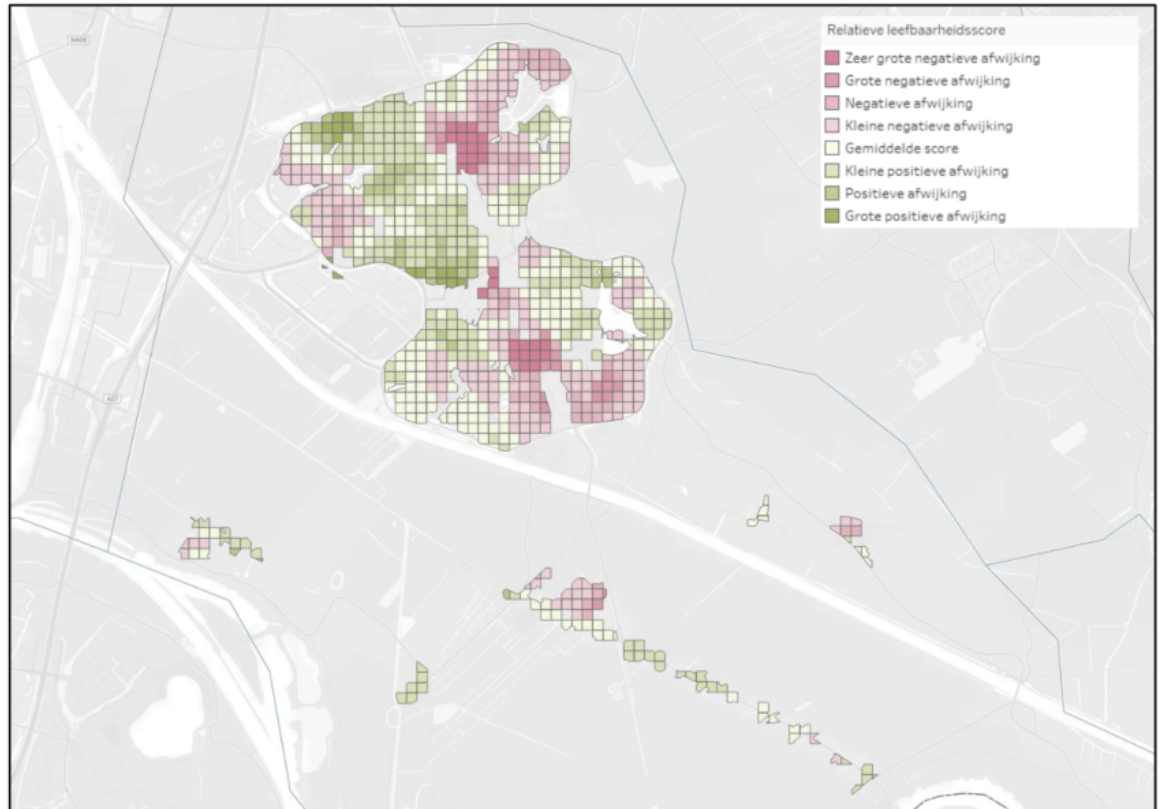 Relatieve leefbaarheidsscore
Zeer grote negatieve afwijking
Grote negatieve afwijking
Negatieve afwijking
Kleine negatieve afwijking
Gemiddelde score
Kleine positieve afwijking
Positieve afwijking
Grote positieve afwijking
A27